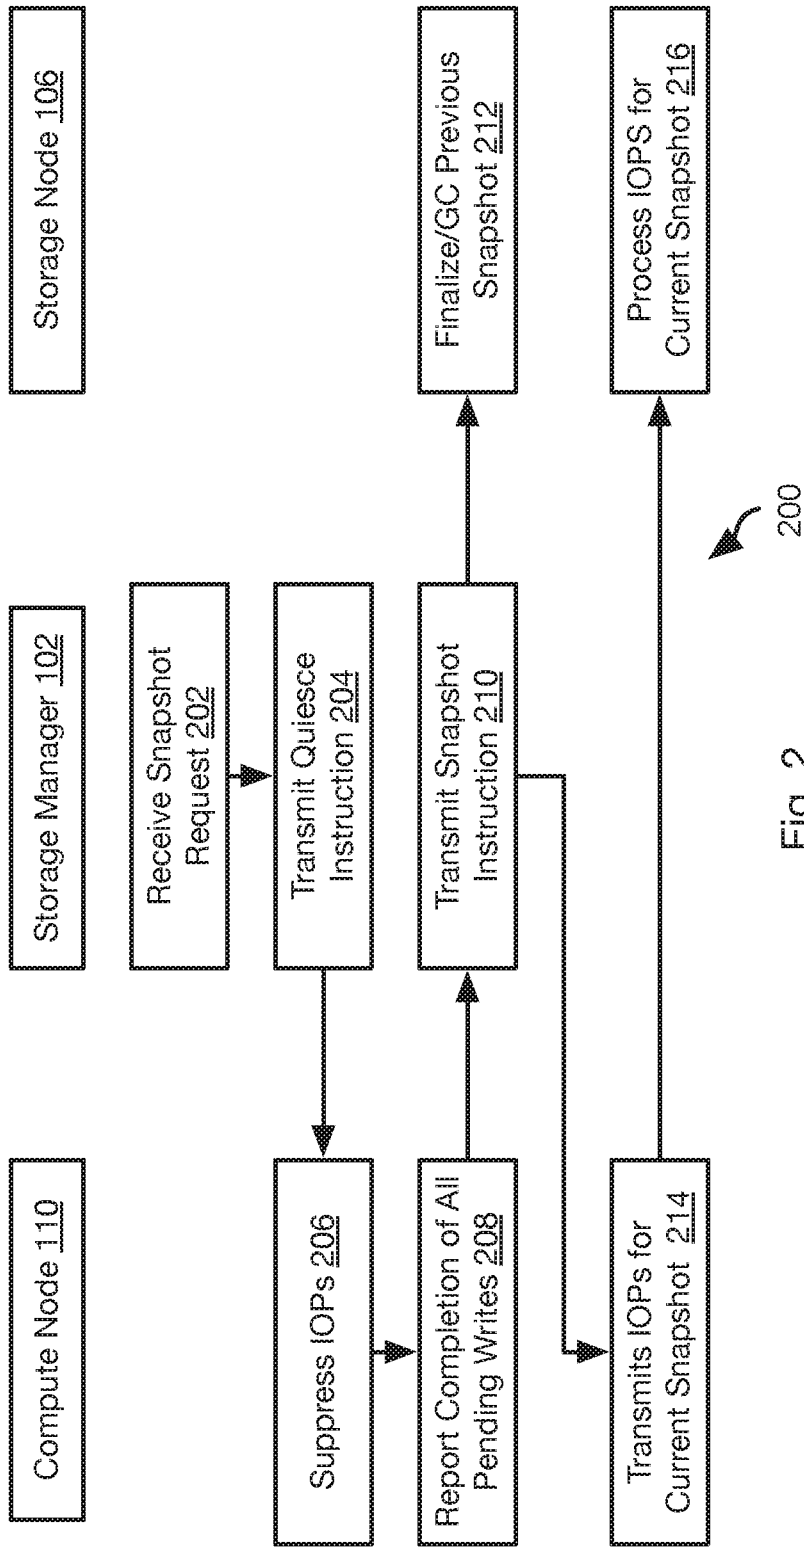 Compute Node 110
Storage Manager 102
Storage Node 106
Receive Snapshot
Request 202
Transmit Quiesce
Instruction 204
Suppress IOPs 206
Report Completion of All
Pending Writes 208
Transmit Snapshot
Instruction 210
Finalize/GC Previous
Snapshot 212
Transmits IOPs for
Current Snapshot 214
Process IOPS for
Current Snapshot 216
200
Fig. 2